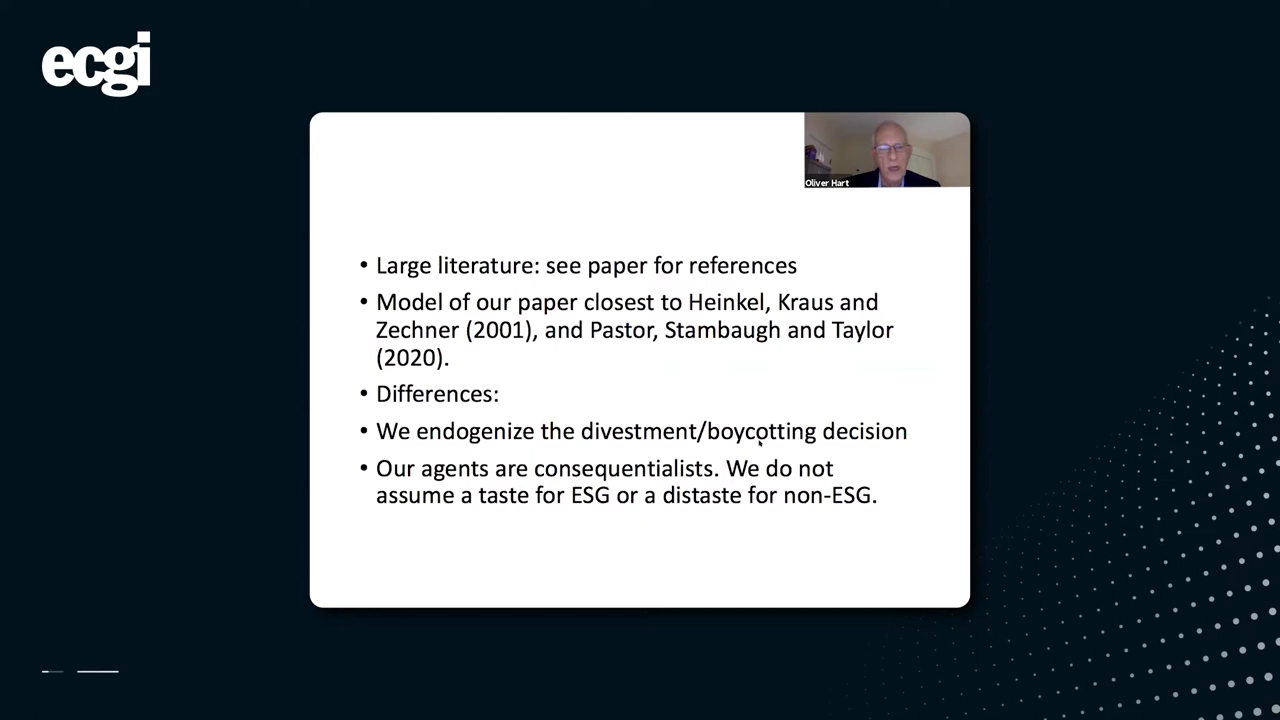 ecgi
Oliver Hart
• Large literature: see paper for references
• Model of our paper closest to Heinkel, Kraus and
Zechner (2001), and Pastor, Stambaugh and Taylor
(2020).
• Differences:
• We endogenize the divestment/boycotting decision
• Our agents are consequentialists. We do not
assume a taste for ESG or a distaste for non-ESG.